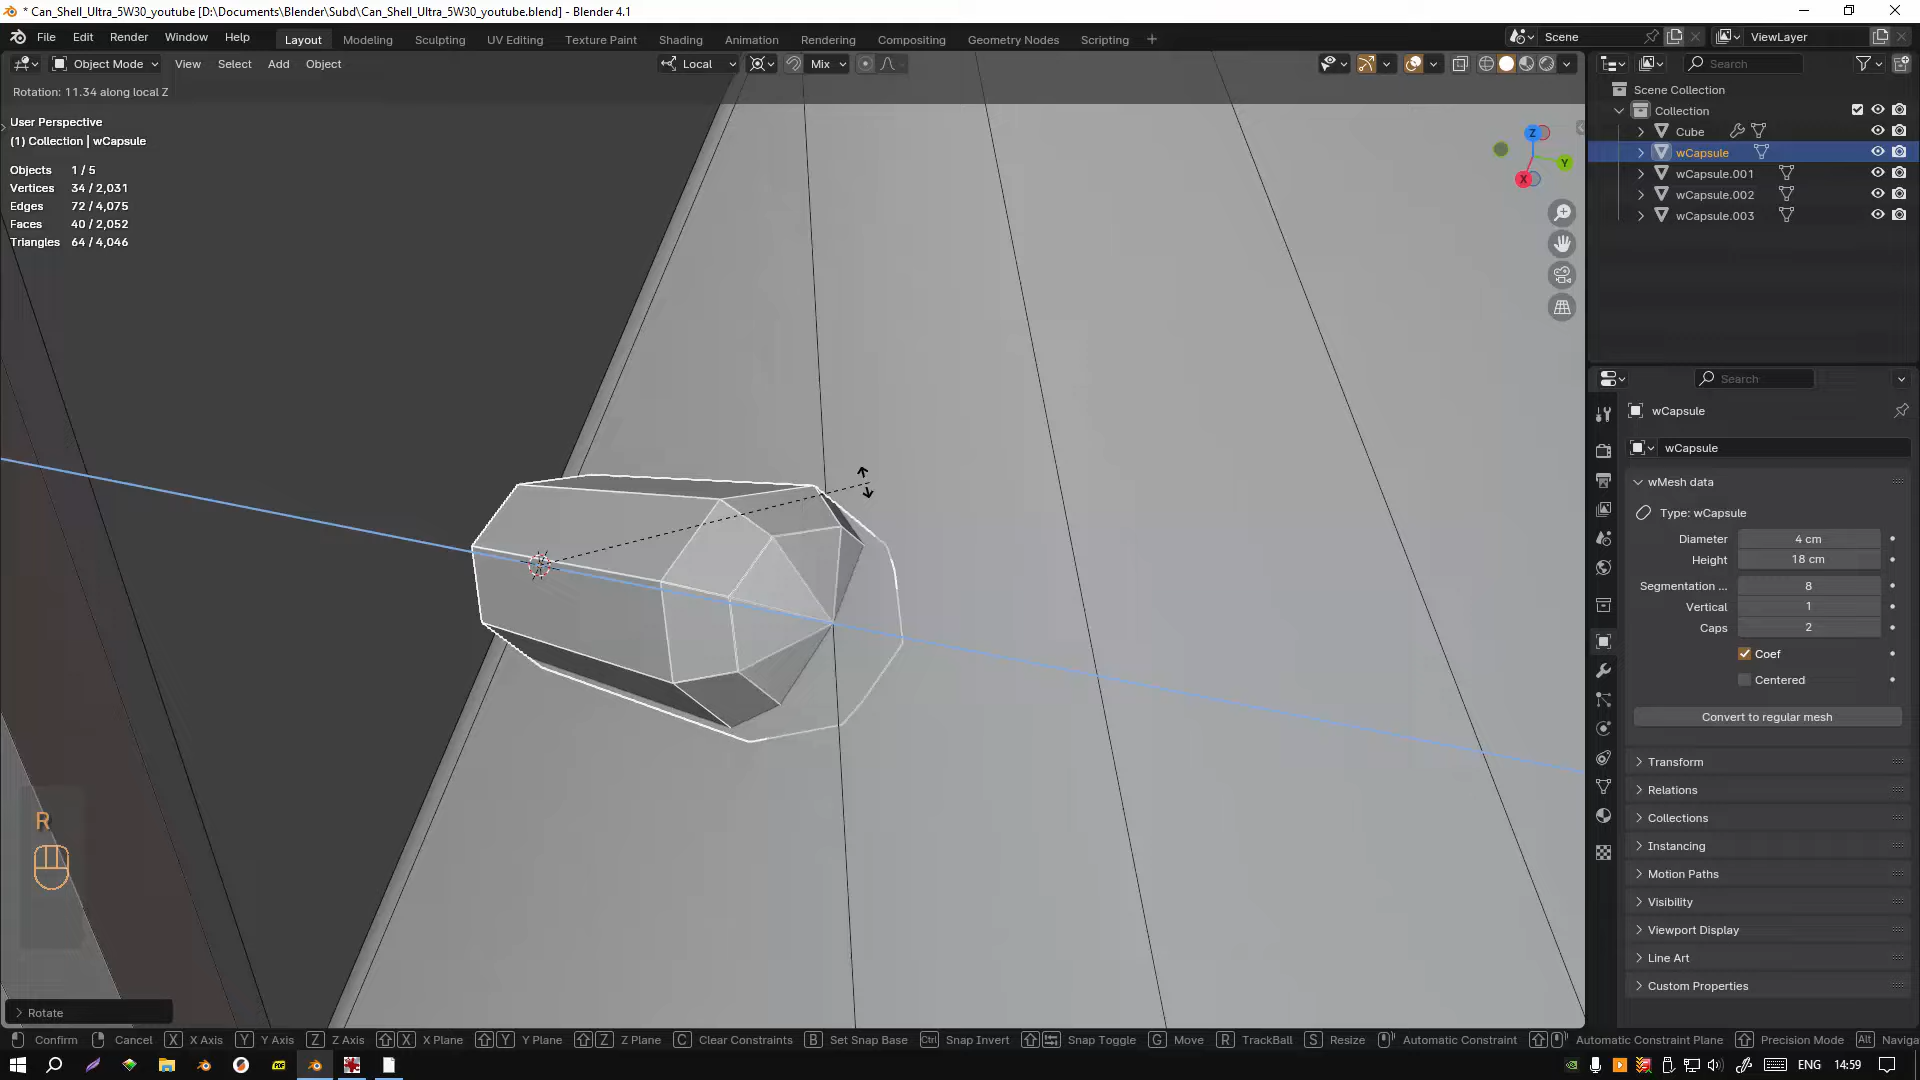 * Can_Shell_Ultra_5W30_youtube [D:\Documents\Blender\Subd\Can_Shell_Ultra_5W30_youtube.blend] - Blender 4.1
File Edit Render Window Help Layout Modeling Sculpting UV Editing Texture Paint Shading Animation Rendering Compositing Geometry Nodes Scripting + Scene ViewLayer
Object Mode View Select Add Object Local Mix Search
Rotation: 11.34 along local Z
User Perspective
(1) Collection | wCapsule
Objects 1 / 5
Vertices 34 / 2,031
Edges 72 / 4,075
Faces 40 / 2,052
Triangles 64 / 4,046
Z
Y
X
Scene Collection
Collection
Cube
wCapsule
wCapsule.001
wCapsule.002
wCapsule.003
Search
wCapsule
wCapsule
wMesh data
Type: wCapsule
Diameter 4 cm
Height 18 cm
Segmentation ... 8
Vertical 1
Caps 2
Coef
Centered
Convert to regular mesh
Transform
Relations
Collections
Instancing
Motion Paths
Visibility
Viewport Display
Line Art
Custom Properties
R
Rotate
Confirm Cancel X X Axis Y Y Axis Z Z Axis X X Plane Y Y Plane Z Z Plane C Clear Constraints B Set Snap Base Ctrl Snap Invert Snap Toggle G Move R TrackBall S Resize Automatic Constraint Automatic Constraint Plane Precision Mode Alt Naviga
ENG 14:59